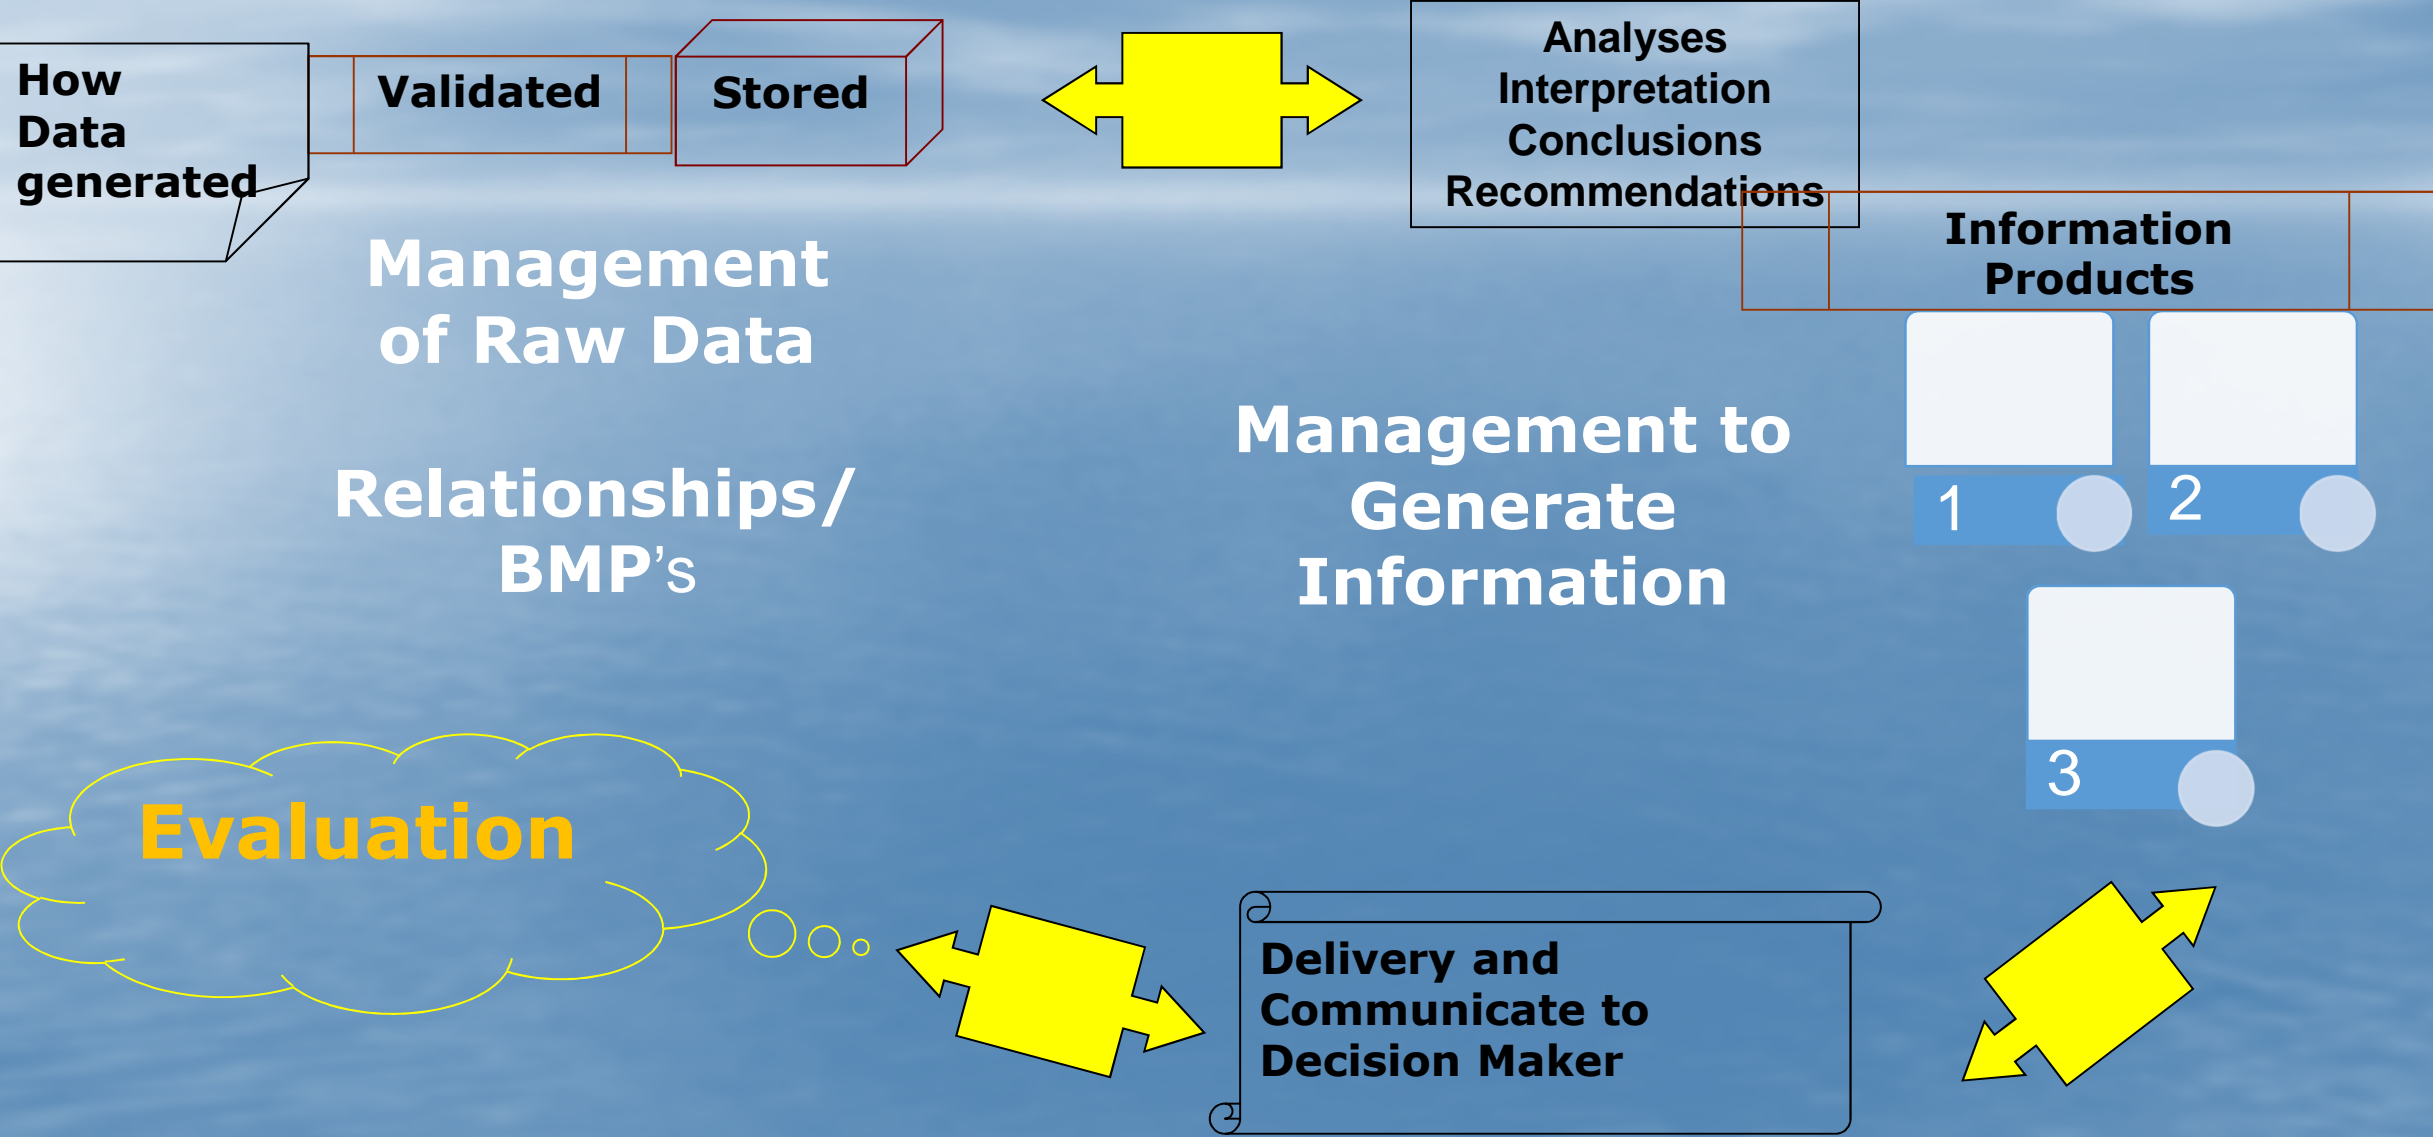 How
Data
generated
Validated
Stored
Analyses
Interpretation
Conclusions
Recommendations
Information
Products
Management
of Raw Data
Relationships/
BMP’s
Management to
Generate
Information
1
2
3
Evaluation
Delivery and
Communicate to
Decision Maker